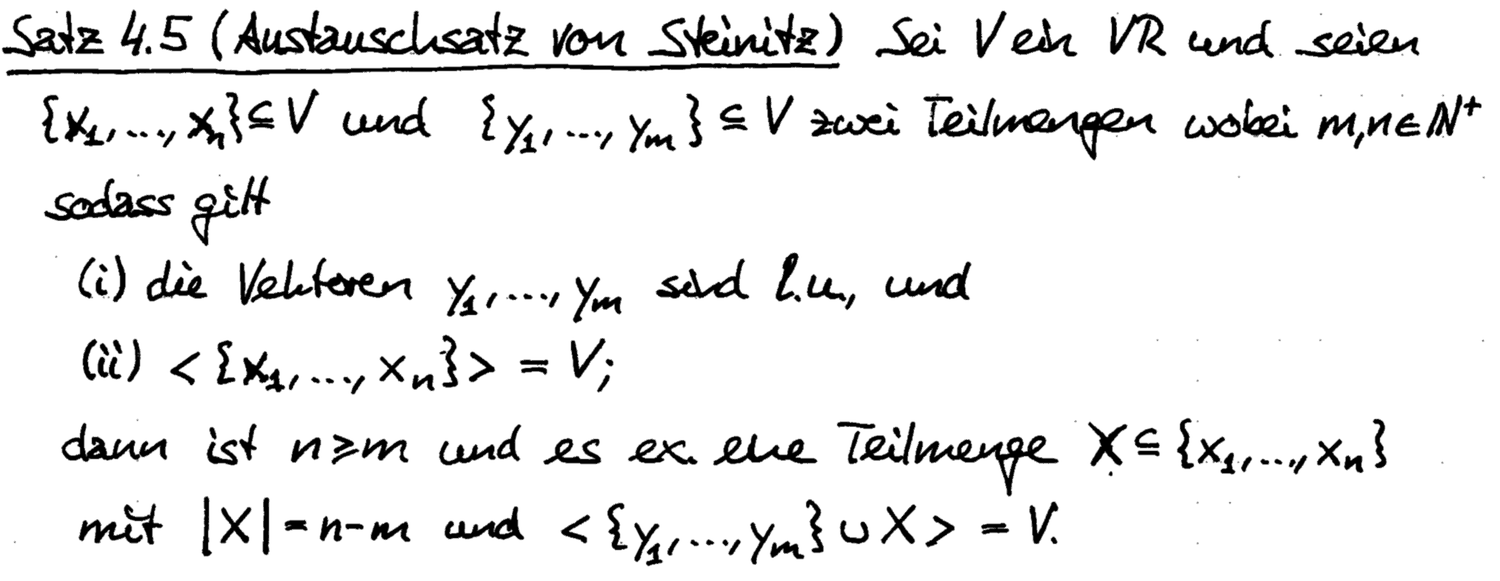 Satz 4.5 (Austauschsatz von Steinitz) Sei V ein VR und seien
{x₁, ..., xₙ} ⊆ V und {y₁, ..., yₘ} ⊆ V zwei Teilmengen wobei m,n ∈ ℕ⁺
sodass gilt
(i) die Vektoren y₁, ..., yₘ sind l.u., und
(ii) <{x₁, ..., xₙ}> = V;
dann ist n ≥ m und es ex. eine Teilmenge X ⊆ {x₁, ..., xₙ}
mit |X| = n-m und <{y₁, ..., yₘ} ∪ X> = V.